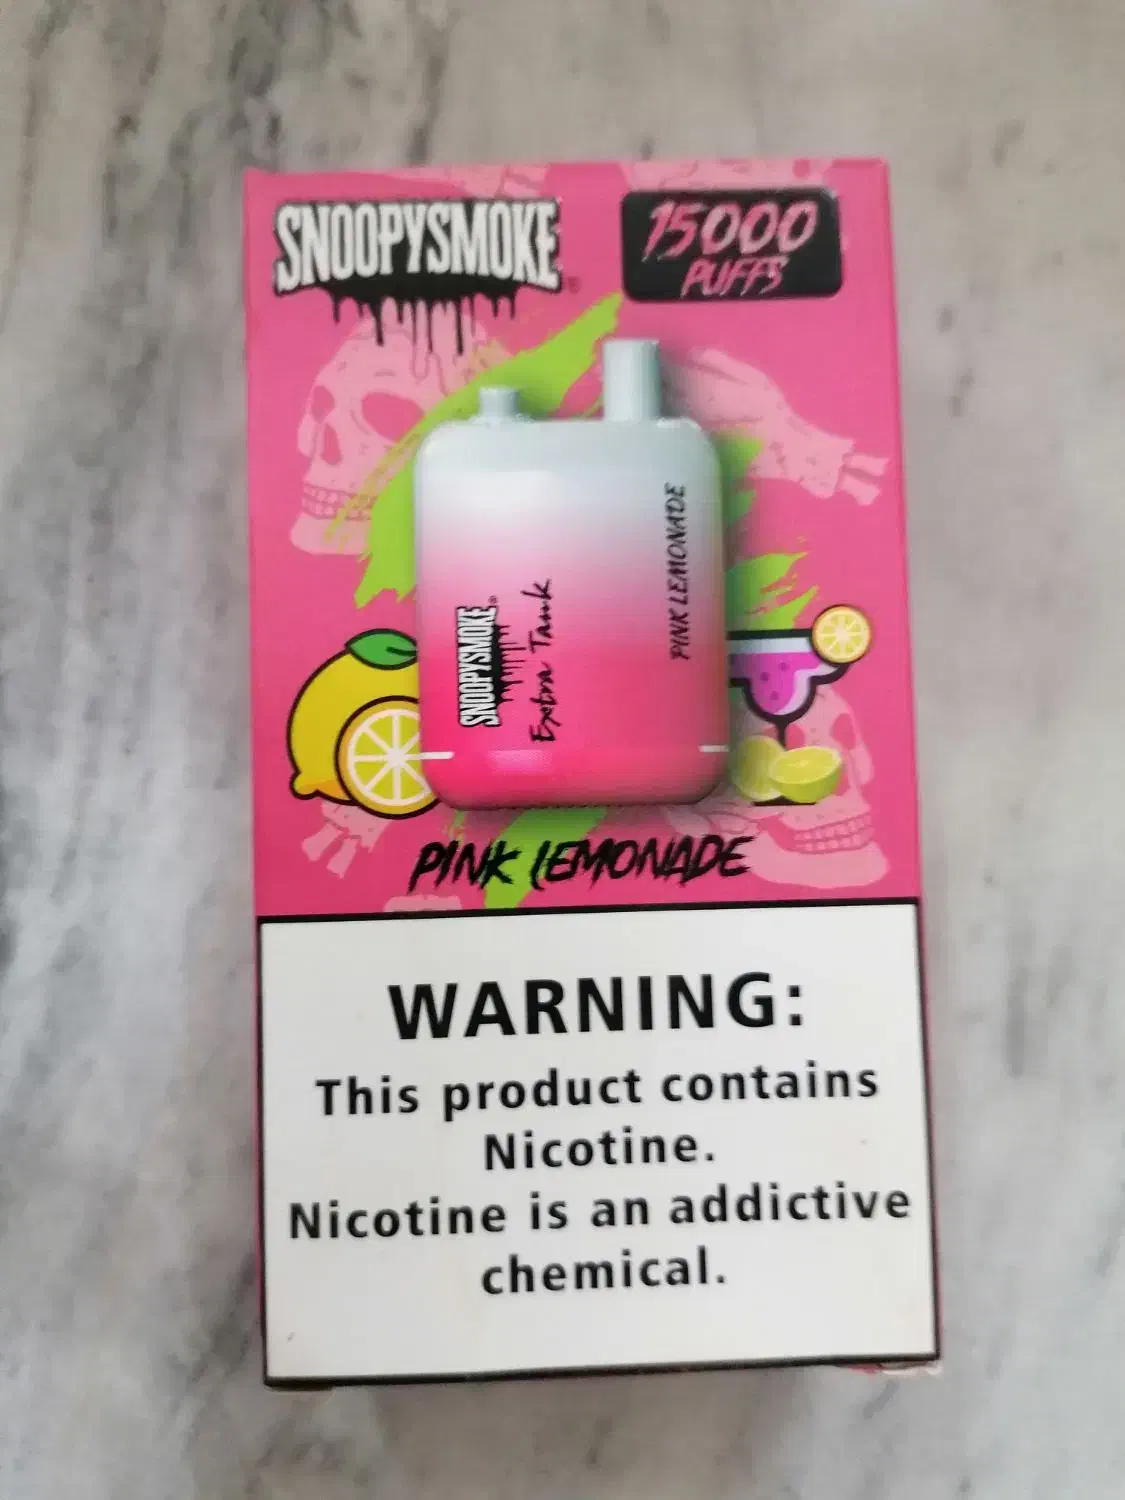 SNOOPYSMOKE®
15000
PUFFS
SNOOPYSMOKE®
Extra Tank
PINK LEMONADE
PINK LEMONADE
WARNING:
This product contains
Nicotine.
Nicotine is an addictive
chemical.